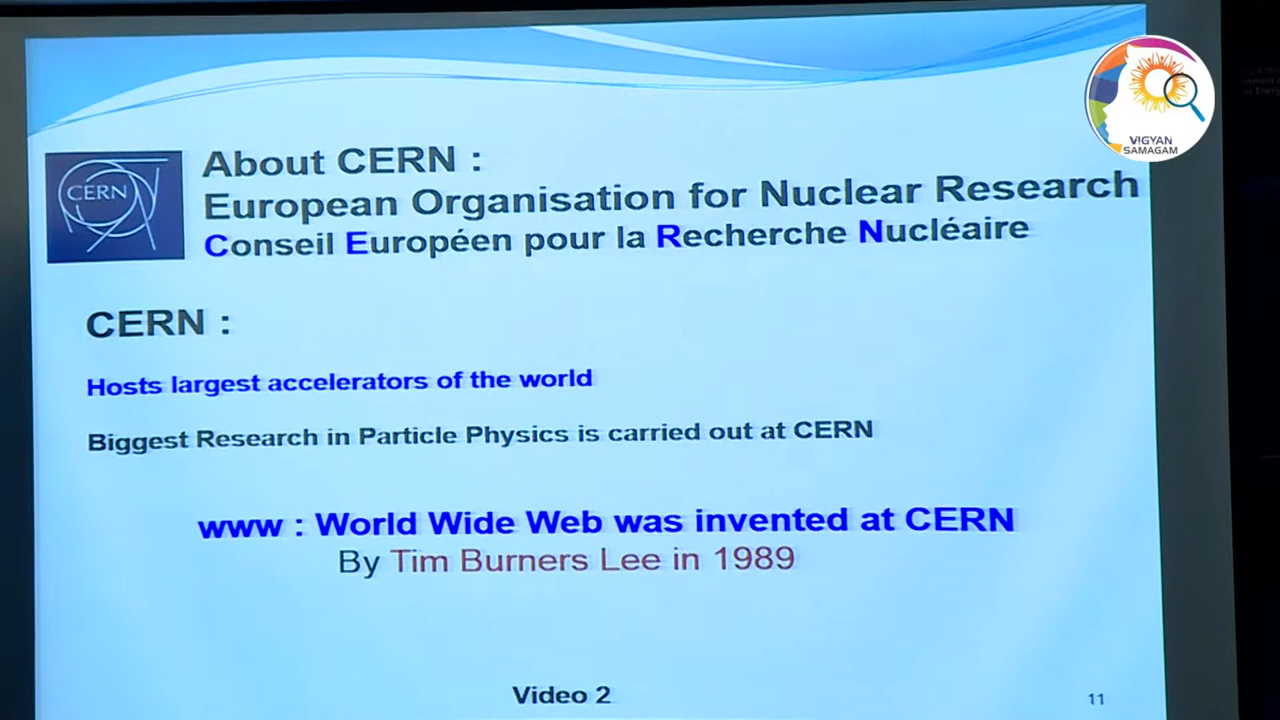 About CERN :
European Organisation for Nuclear Research
Conseil Européen pour la Recherche Nucléaire
CERN
CERN :
Hosts largest accelerators of the world
Biggest Research in Particle Physics is carried out at CERN
www : World Wide Web was invented at CERN
By Tim Burners Lee in 1989
Video 2
11
VIGYAN
SAMAGAM